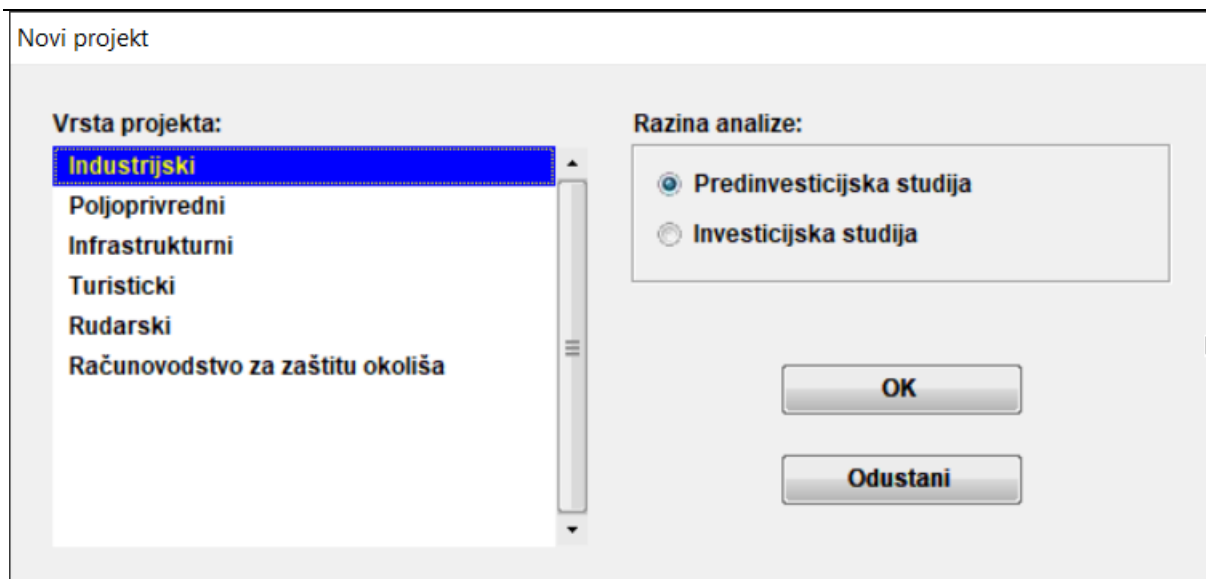 Novi projekt
Vrsta projekta:
Industrijski
Poljoprivredni
Infrastrukturni
Turisticki
Rudarski
Računovodstvo za zaštitu okoliša
Razina analize:
Predinvesticijska studija
Investicijska studija
OK
Odustani